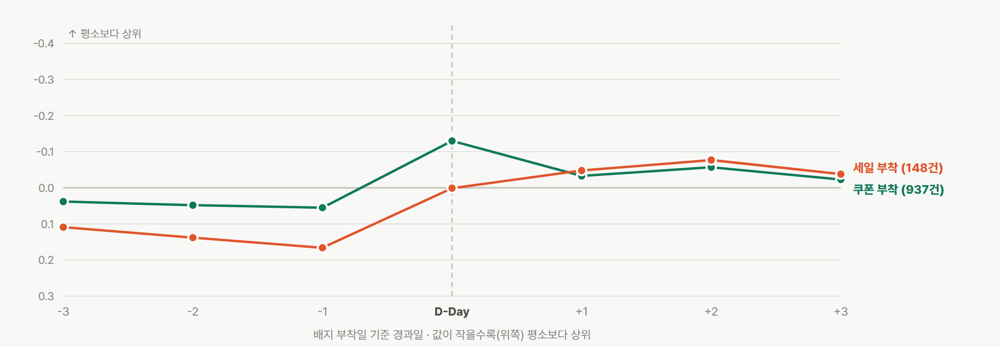 ↑ 평소보다 상위
-0.4
-0.3
-0.2
-0.1
0.0
0.1
0.2
0.3
세일 부착 (148건)
쿠폰 부착 (937건)
-3 -2 -1 D-Day +1 +2 +3
배지 부착일 기준 경과일 · 값이 작을수록(위쪽) 평소보다 상위